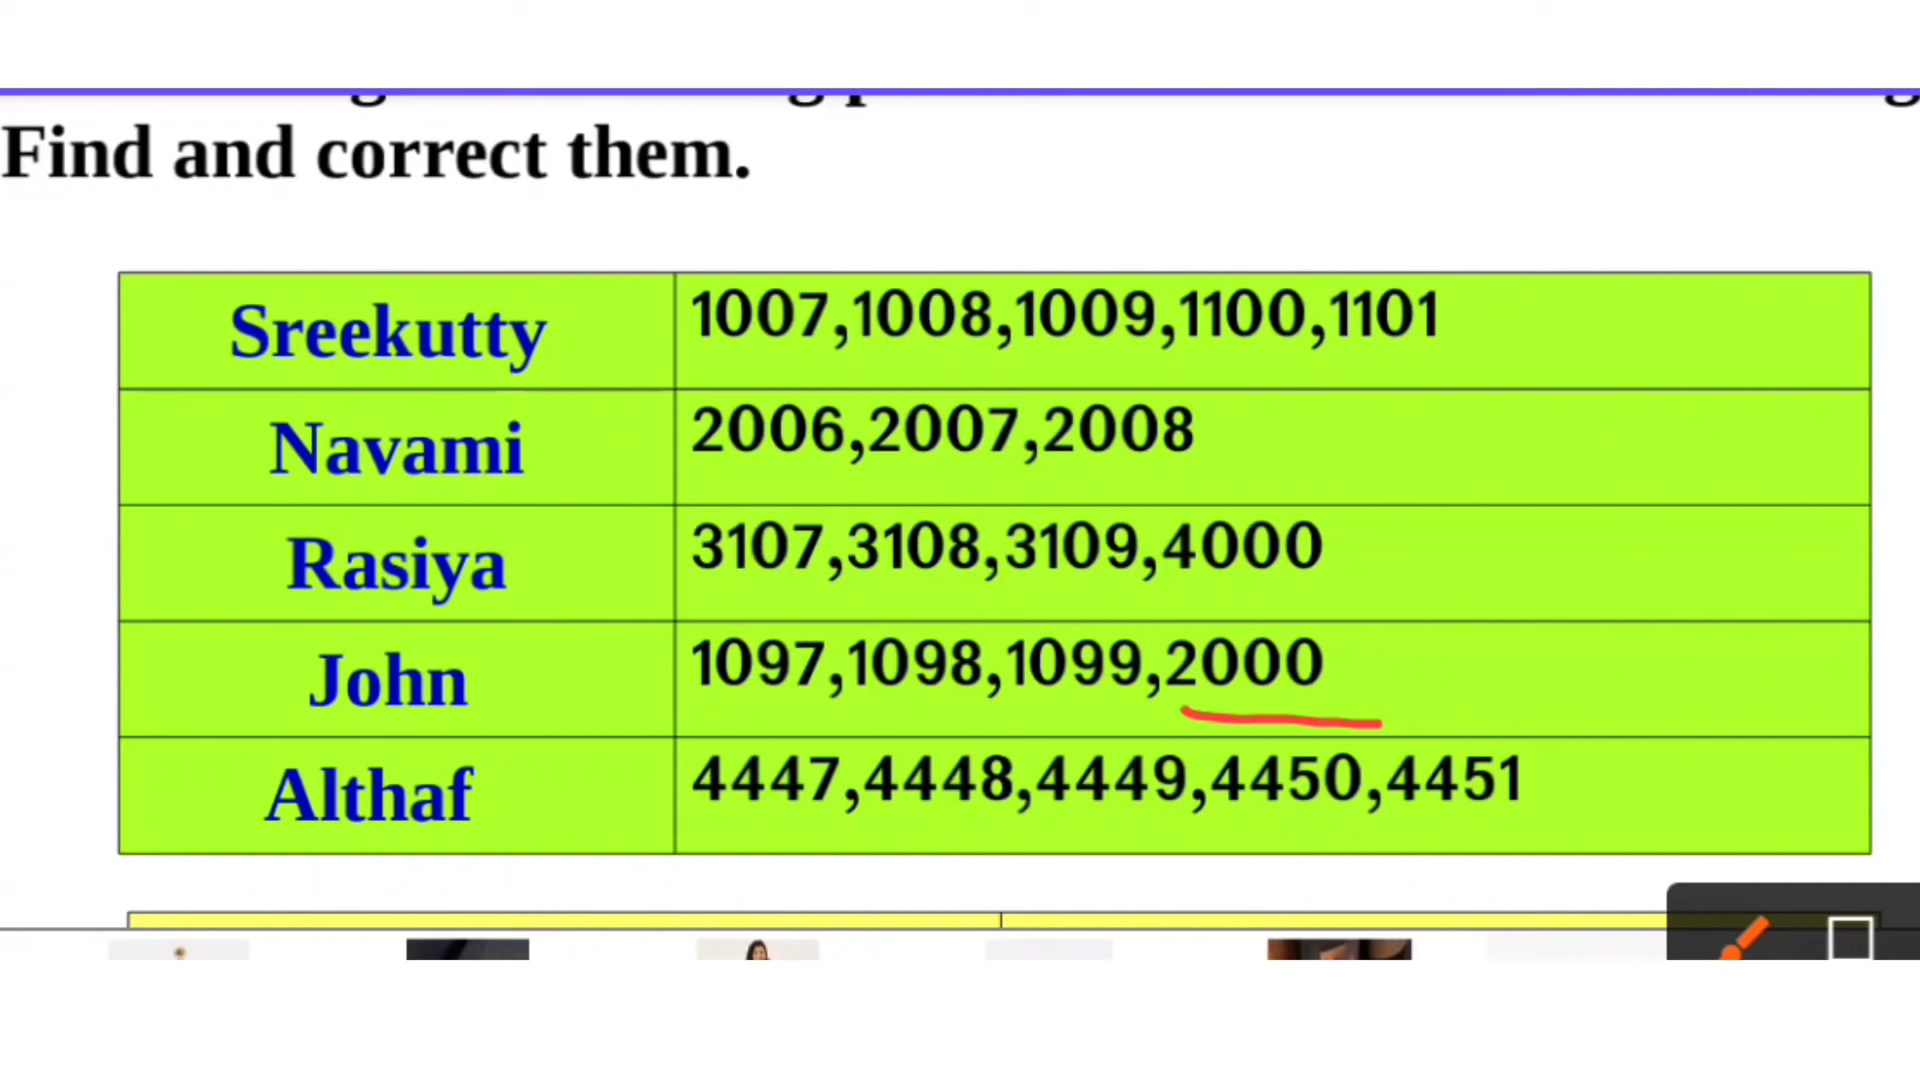 Find and correct them.
Sreekutty 1007,1008,1009,1100,1101
Navami 2006,2007,2008
Rasiya 3107,3108,3109,4000
John 1097,1098,1099,2000
Althaf 4447,4448,4449,4450,4451